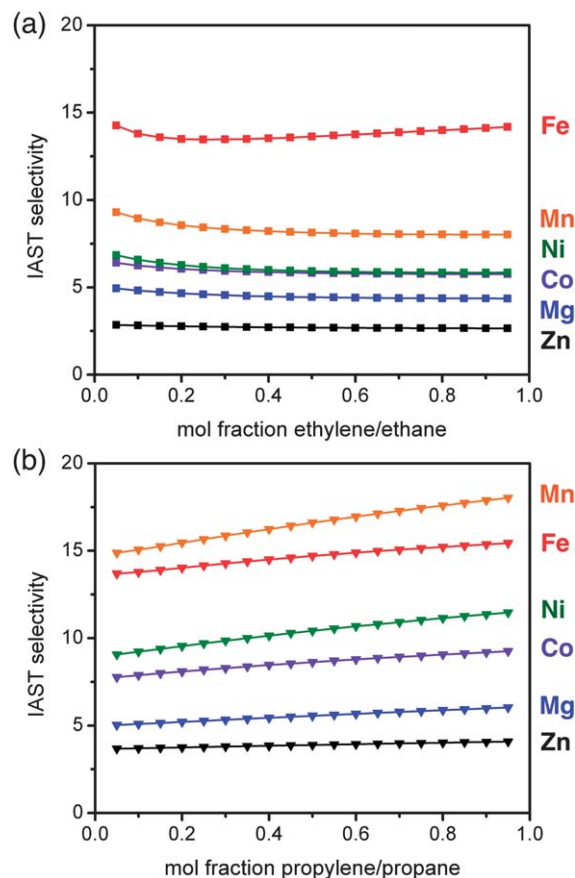 (a)
20
15
10
5
0
IAST selectivity
Fe
Mn
Ni
Co
Mg
Zn
0.0 0.2 0.4 0.6 0.8 1.0
mol fraction ethylene/ethane
(b)
20
15
10
5
0
IAST selectivity
Mn
Fe
Ni
Co
Mg
Zn
0.0 0.2 0.4 0.6 0.8 1.0
mol fraction propylene/propane